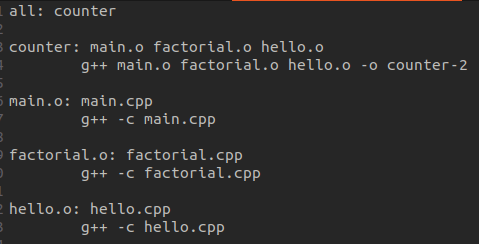 all: counter
counter: main.o factorial.o hello.o
g++ main.o factorial.o hello.o -o counter-2
main.o: main.cpp
g++ -c main.cpp
factorial.o: factorial.cpp
g++ -c factorial.cpp
hello.o: hello.cpp
g++ -c hello.cpp